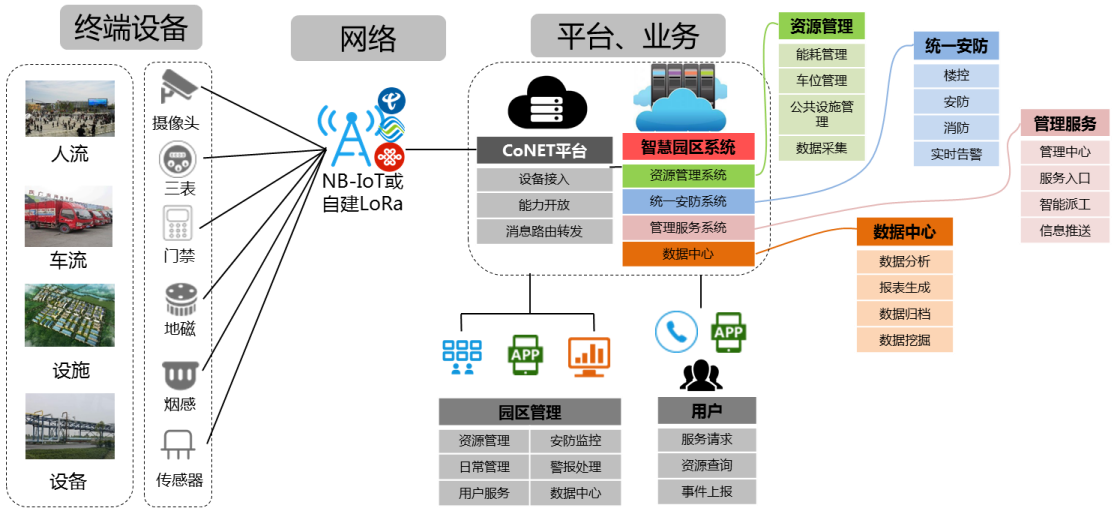 终端设备
网络
平台、业务
人流
车流
设施
设备
摄像头
三表
门禁
地磁
烟感
传感器
NB-IoT或
自建LoRa
CoNET平台
设备接入
能力开放
消息路由转发
智慧园区系统
资源管理系统
统一安防系统
管理服务系统
数据中心
资源管理
能耗管理
车位管理
公共设施管
理
数据采集
统一安防
楼控
安防
消防
实时告警
管理服务
管理中心
服务入口
智能派工
信息推送
数据中心
数据分析
报表生成
数据归档
数据挖掘
APP
APP
园区管理
资源管理
安防监控
日常管理
警报处理
用户服务
数据中心
用户
服务请求
资源查询
事件上报